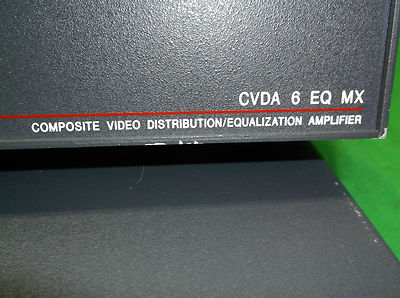 CVDA 6 EQ MX
COMPOSITE VIDEO DISTRIBUTION/EQUALIZATION AMPLIFIER